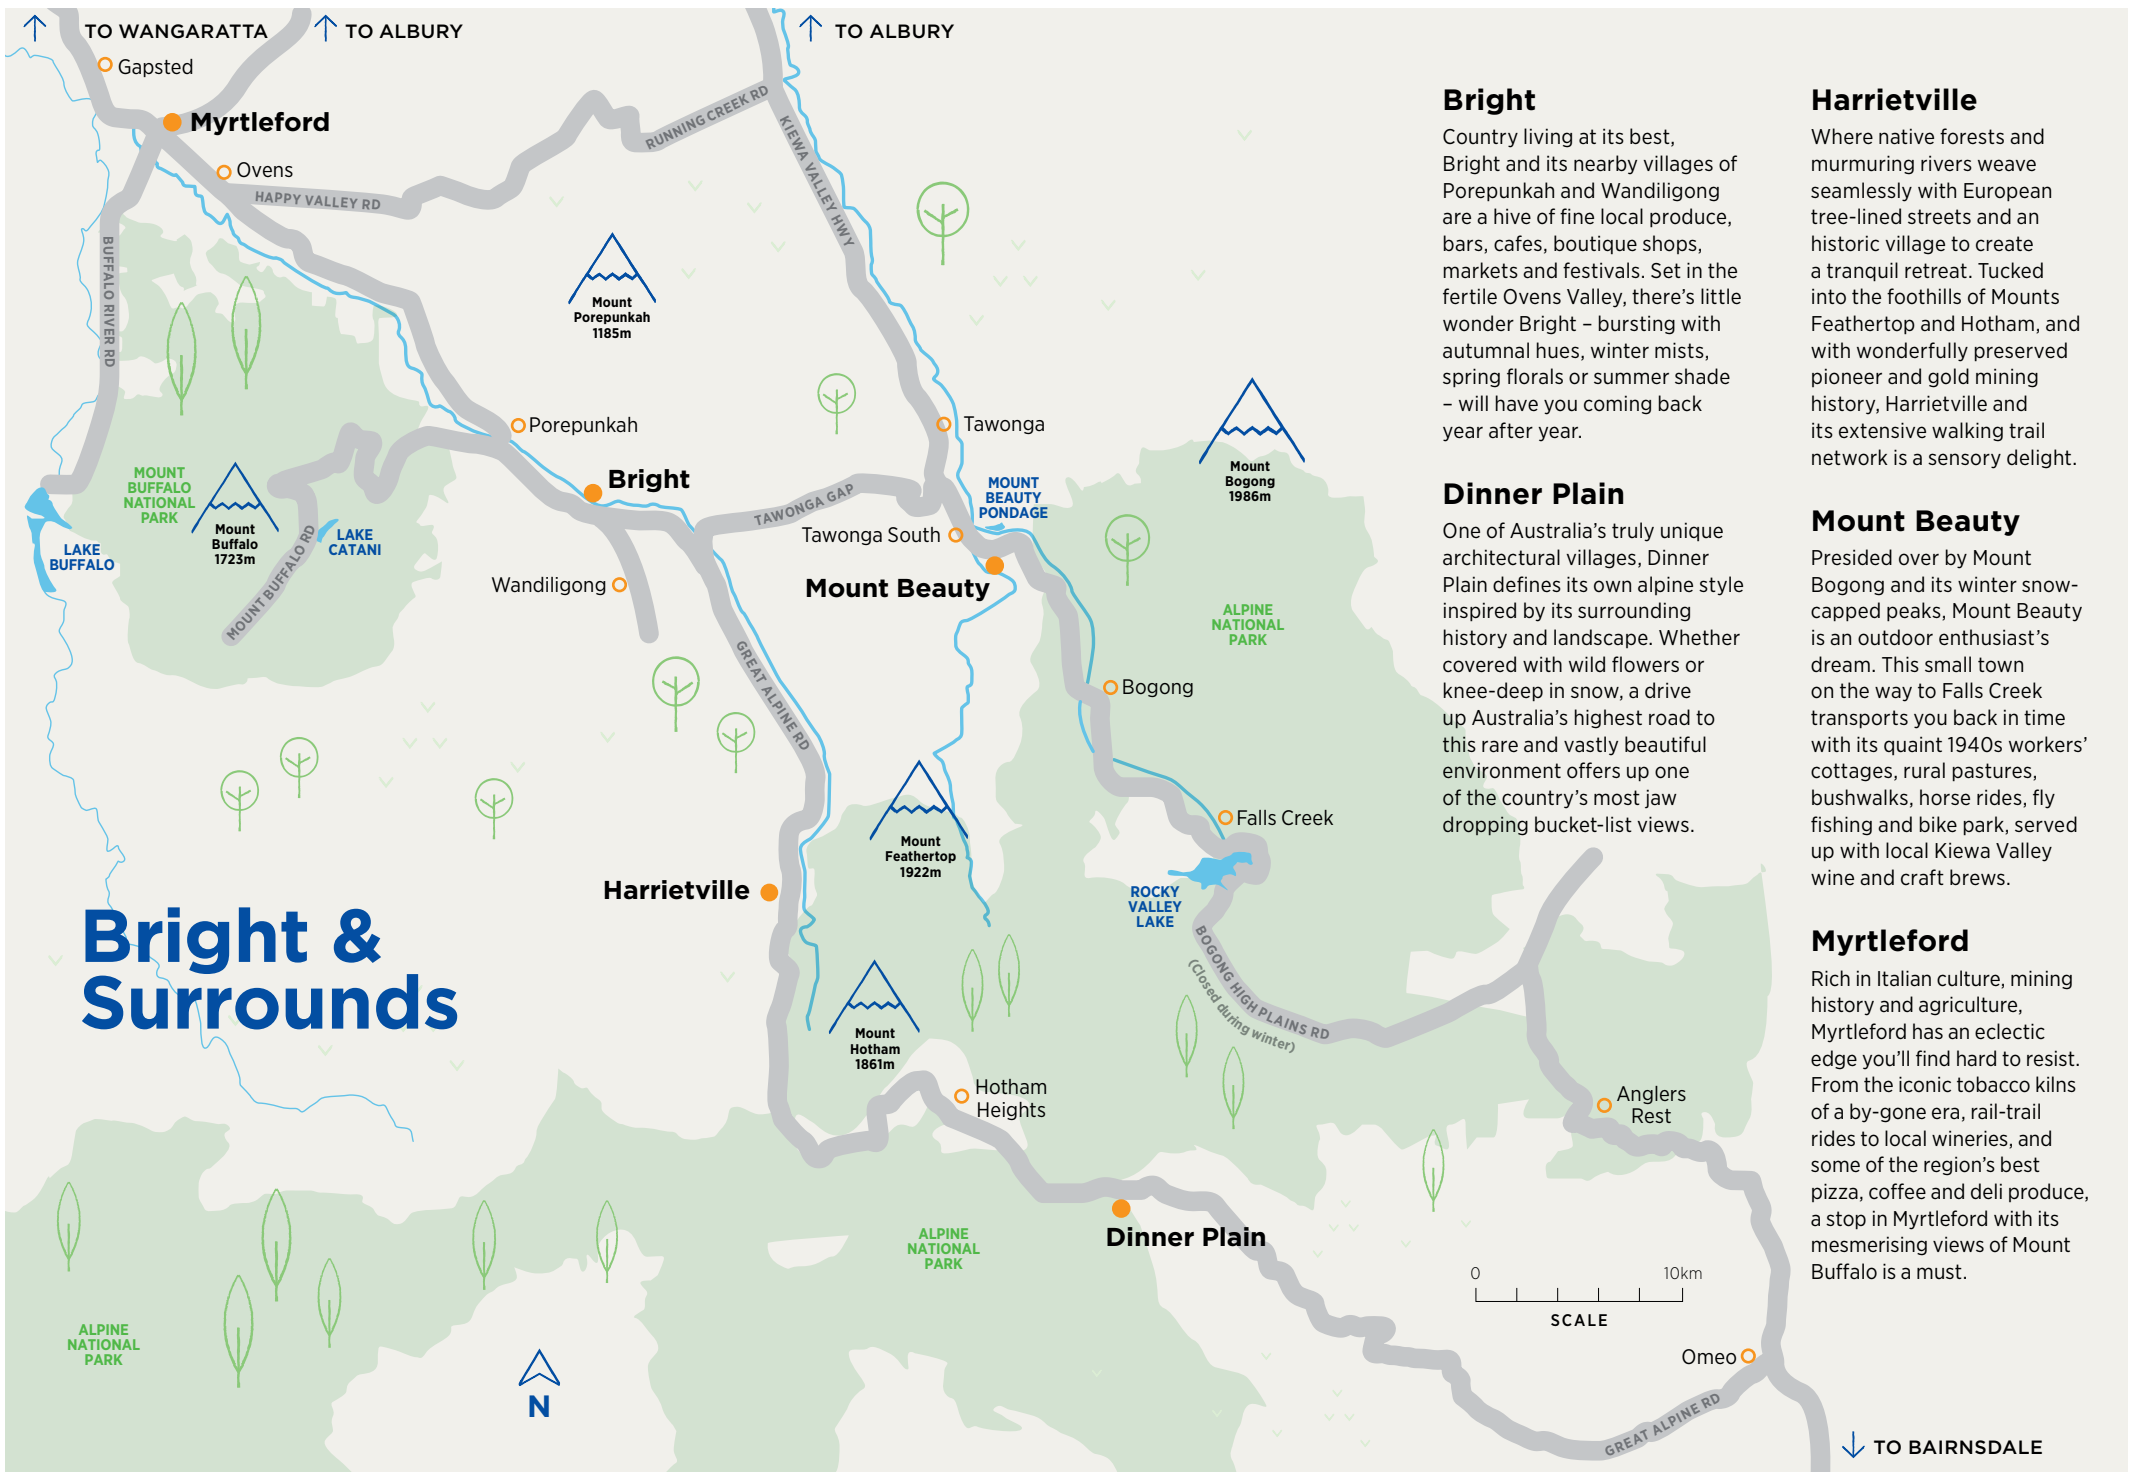 TO WANGARATTA
TO ALBURY
TO ALBURY
Gapsted
Myrtleford
Ovens
HAPPY VALLEY RD
RUNNING CREEK RD
KIEWA VALLEY HWY
BUFFALO RIVER RD
Mount
Porepunkah
1185m
Porepunkah
Bright
Tawonga
TAWONGA GAP
Tawonga South
MOUNT
BEAUTY
PONDAGE
Mount Beauty
Mount
Bogong
1986m
MOUNT
BUFFALO
NATIONAL
PARK
Mount
Buffalo
1723m
LAKE
CATANI
LAKE
BUFFALO
MOUNT BUFFALO RD
Wandiligong
GREAT ALPINE RD
ALPINE
NATIONAL
PARK
Bogong
Falls Creek
Mount
Feathertop
1922m
Harrietville
ROCKY
VALLEY
LAKE
BOGONG HIGH PLAINS RD
(Closed during winter)
Bright &
Surrounds
Mount
Hotham
1861m
Hotham
Heights
Anglers
Rest
Dinner Plain
ALPINE
NATIONAL
PARK
ALPINE
NATIONAL
PARK
N
0 10km
SCALE
Omeo
GREAT ALPINE RD
TO BAIRNSDALE
Bright
Country living at its best,
Bright and its nearby villages of
Porepunkah and Wandiligong
are a hive of fine local produce,
bars, cafes, boutique shops,
markets and festivals. Set in the
fertile Ovens Valley, there's little
wonder Bright – bursting with
autumnal hues, winter mists,
spring florals or summer shade
– will have you coming back
year after year.
Dinner Plain
One of Australia's truly unique
architectural villages, Dinner
Plain defines its own alpine style
inspired by its surrounding
history and landscape. Whether
covered with wild flowers or
knee-deep in snow, a drive
up Australia's highest road to
this rare and vastly beautiful
environment offers up one
of the country's most jaw
dropping bucket-list views.
Harrietville
Where native forests and
murmuring rivers weave
seamlessly with European
tree-lined streets and an
historic village to create
a tranquil retreat. Tucked
into the foothills of Mounts
Feathertop and Hotham, and
with wonderfully preserved
pioneer and gold mining
history, Harrietville and
its extensive walking trail
network is a sensory delight.
Mount Beauty
Presided over by Mount
Bogong and its winter snow-
capped peaks, Mount Beauty
is an outdoor enthusiast's
dream. This small town
on the way to Falls Creek
transports you back in time
with its quaint 1940s workers'
cottages, rural pastures,
bushwalks, horse rides, fly
fishing and bike park, served
up with local Kiewa Valley
wine and craft brews.
Myrtleford
Rich in Italian culture, mining
history and agriculture,
Myrtleford has an eclectic
edge you'll find hard to resist.
From the iconic tobacco kilns
of a by-gone era, rail-trail
rides to local wineries, and
some of the region's best
pizza, coffee and deli produce,
a stop in Myrtleford with its
mesmerising views of Mount
Buffalo is a must.